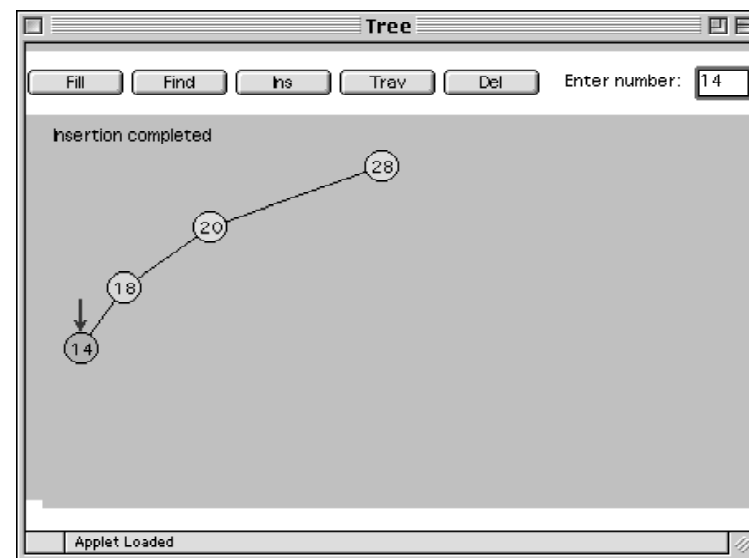 Tree
Fill Find Ins Trav Del Enter number: 14
Insertion completed
28
20
18
14
Applet Loaded